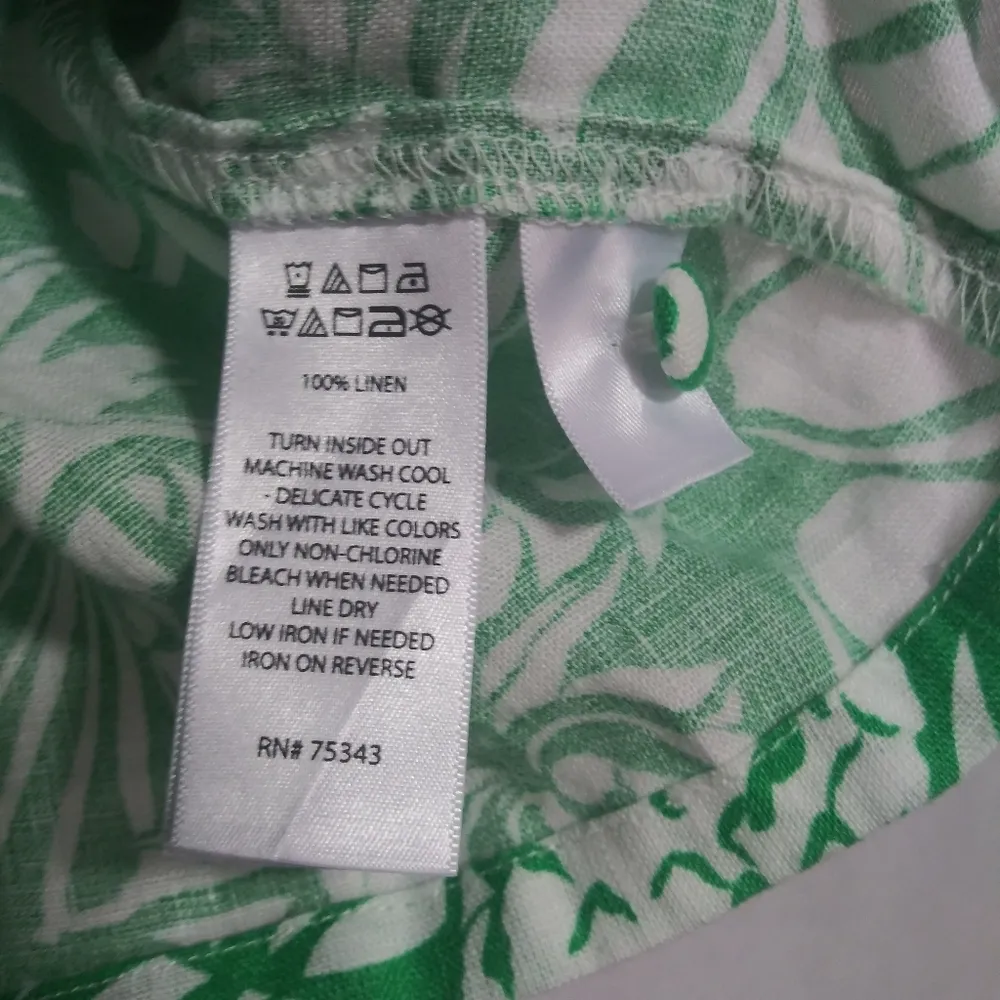 100% LINEN
TURN INSIDE OUT
MACHINE WASH COOL
- DELICATE CYCLE
WASH WITH LIKE COLORS
ONLY NON-CHLORINE
BLEACH WHEN NEEDED
LINE DRY
LOW IRON IF NEEDED
IRON ON REVERSE
RN# 75343